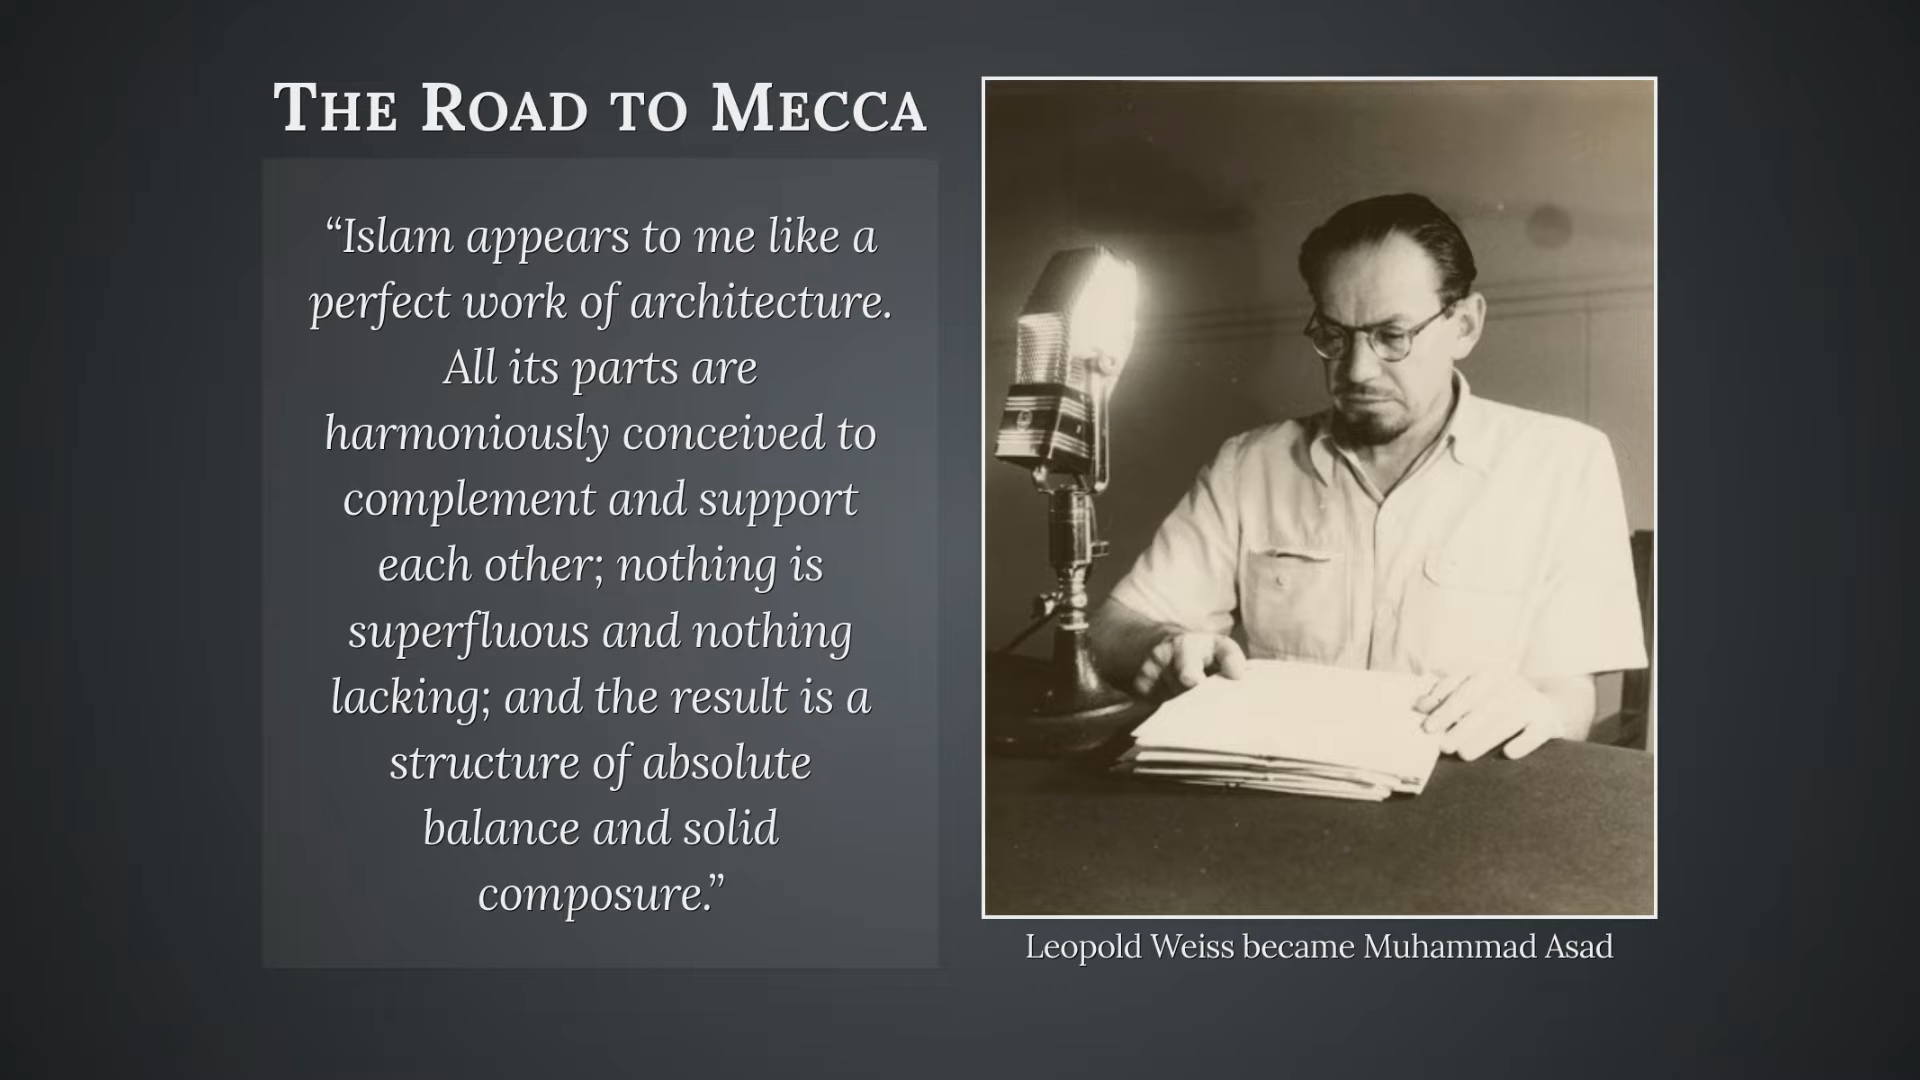 The Road to Mecca
“Islam appears to me like a
perfect work of architecture.
All its parts are
harmoniously conceived to
complement and support
each other; nothing is
superfluous and nothing
lacking; and the result is a
structure of absolute
balance and solid
composure.”
Leopold Weiss became Muhammad Asad